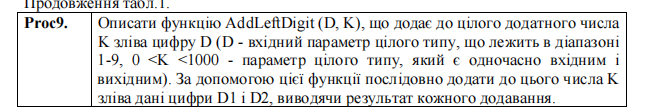 Продовження табл.1.
Proc9. Описати функцію AddLeftDigit (D, K), що додає до цілого додатного числа
K зліва цифру D (D - вхідний параметр цілого типу, що лежить в діапазоні
1-9, 0 <K <1000 - параметр цілого типу, який є одночасно вхідним і
вихідним). За допомогою цієї функції послідовно додати до цього числа K
зліва дані цифри D1 і D2, виводячи результат кожного додавання.